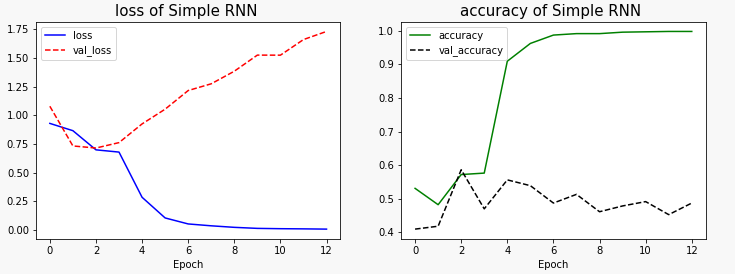 loss of Simple RNN
loss
val_loss
1.75
1.50
1.25
1.00
0.75
0.50
0.25
0.00
0 2 4 6 8 10 12
Epoch
accuracy of Simple RNN
accuracy
val_accuracy
1.0
0.9
0.8
0.7
0.6
0.5
0.4
0 2 4 6 8 10 12
Epoch